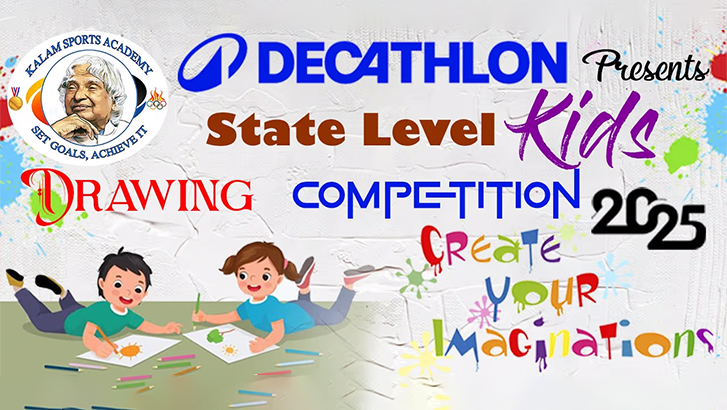 KALAM SPORTS ACADEMY
SET GOALS, ACHIEVE IT
DECATHLON Presents
State Level Kids
DRAWING COMPETITION 2025
CREATE
YOUR
IMAGINATIONS